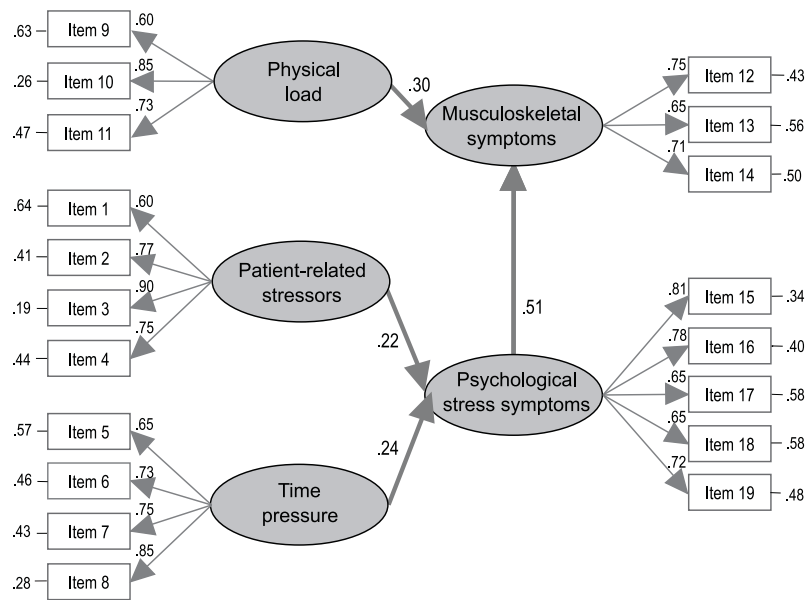 .63 Item 9 .60
.26 Item 10 .85
.47 Item 11 .73
Physical
load
.30
Musculoskeletal
symptoms
.75 Item 12 .43
.65 Item 13 .56
.71 Item 14 .50
.64 Item 1 .60
.41 Item 2 .77
.19 Item 3 .90
.44 Item 4 .75
Patient-related
stressors
.22
.51
.57 Item 5 .65
.46 Item 6 .73
.43 Item 7 .75
.28 Item 8 .85
Time
pressure
.24
Psychological
stress symptoms
.81 Item 15 .34
.78 Item 16 .40
.65 Item 17 .58
.65 Item 18 .58
.72 Item 19 .48